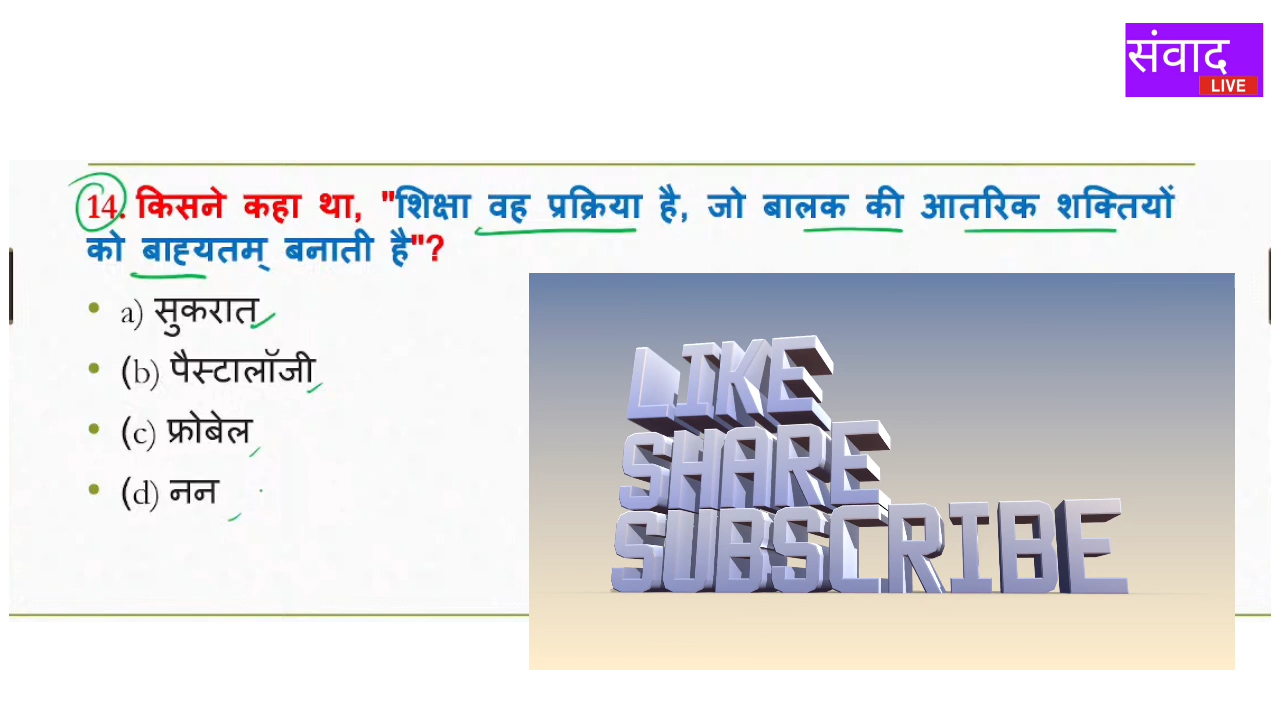 संवाद
LIVE
14. किसने कहा था, "शिक्षा वह प्रक्रिया है, जो बालक की आतरिक शक्तियों
को बाह्यतम् बनाती है"?
• a) सुकरात
• (b) पैस्टालॉजी
• (c) फ्रोबेल
• (d) नन
LIKE
SHARE
SUBSCRIBE